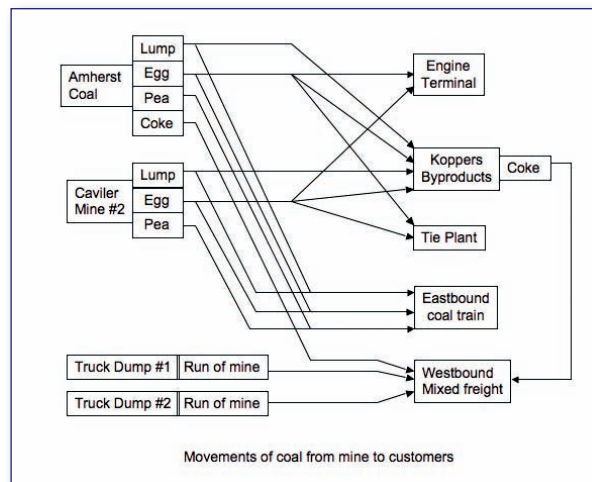 Amherst
Coal
Lump
Egg
Pea
Coke
Caviler
Mine #2
Lump
Egg
Pea
Truck Dump #1
Run of mine
Truck Dump #2
Run of mine
Engine
Terminal
Koppers
Byproducts
Coke
Tie Plant
Eastbound
coal train
Westbound
Mixed freight
Movements of coal from mine to customers